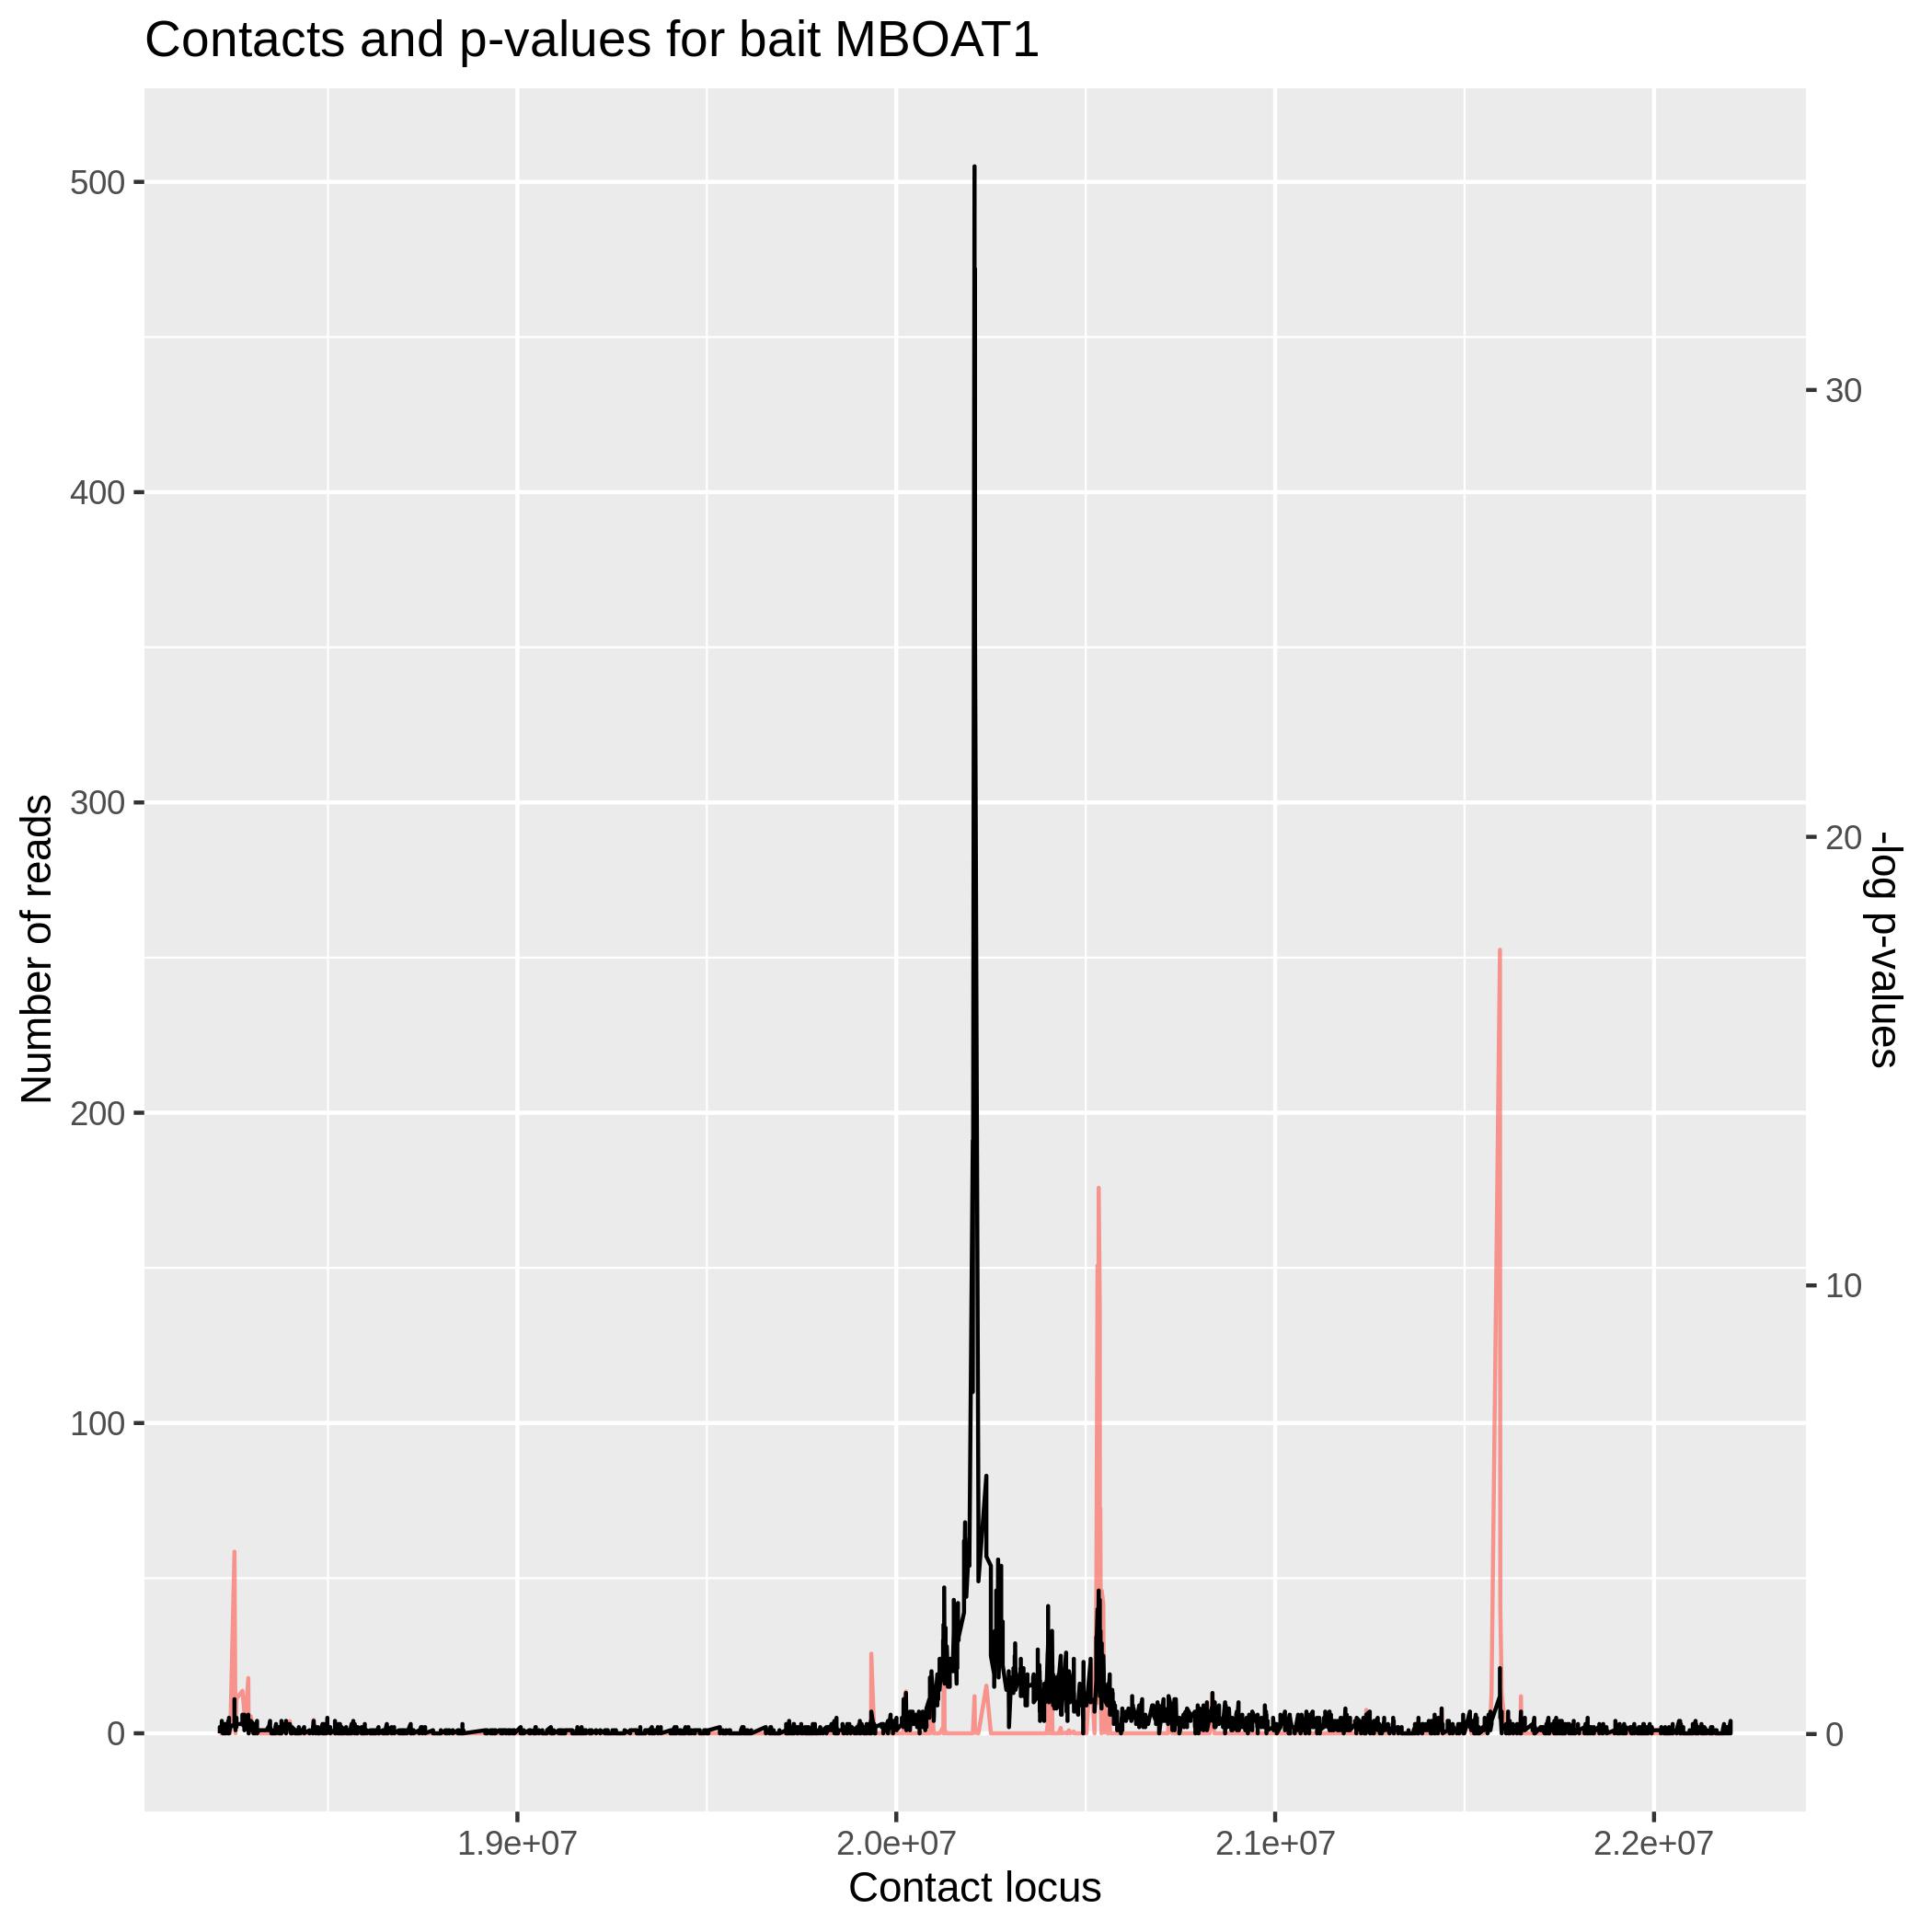 Contacts and p-values for bait MBOAT1
500
400
300
200
100
0
Number of reads
30
20
10
0
-log p-values
1.9e+07
2.0e+07
2.1e+07
2.2e+07
Contact locus